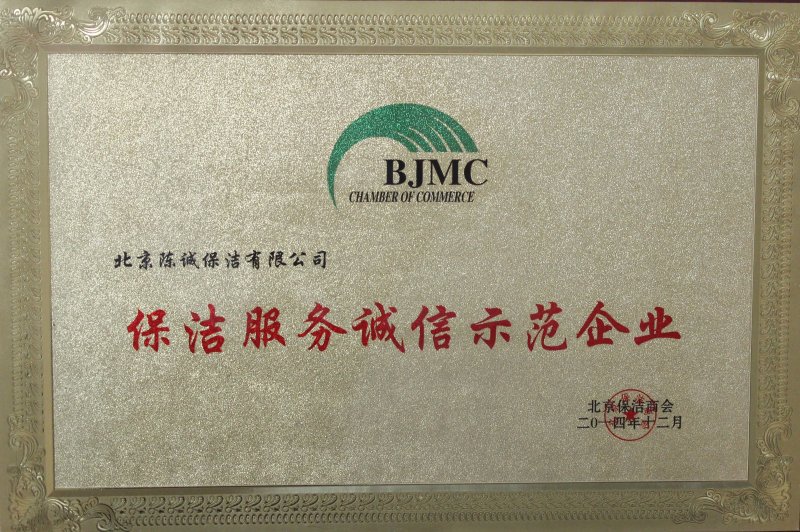 BJMC
CHAMBER OF COMMERCE
北京陈诚保洁有限公司
保洁服务诚信示范企业
北京保洁商会
二〇一四年十二月